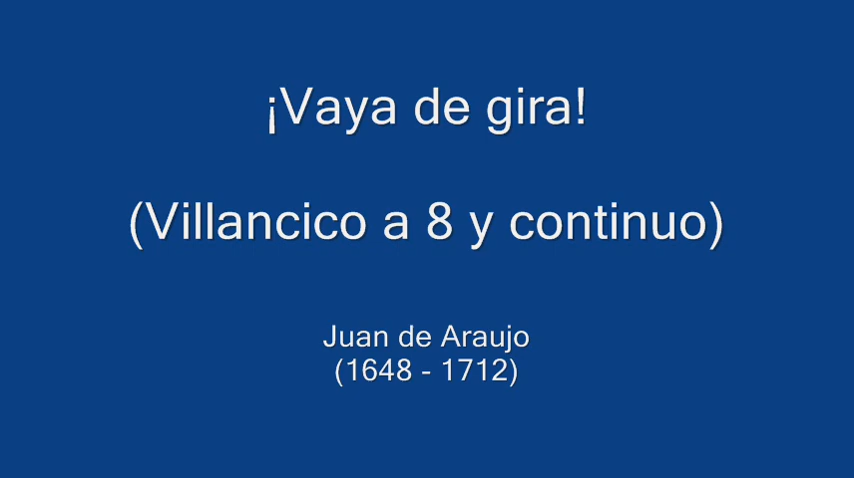 ¡Vaya de gira!
(Villancico a 8 y continuo)
Juan de Araujo
(1648 - 1712)